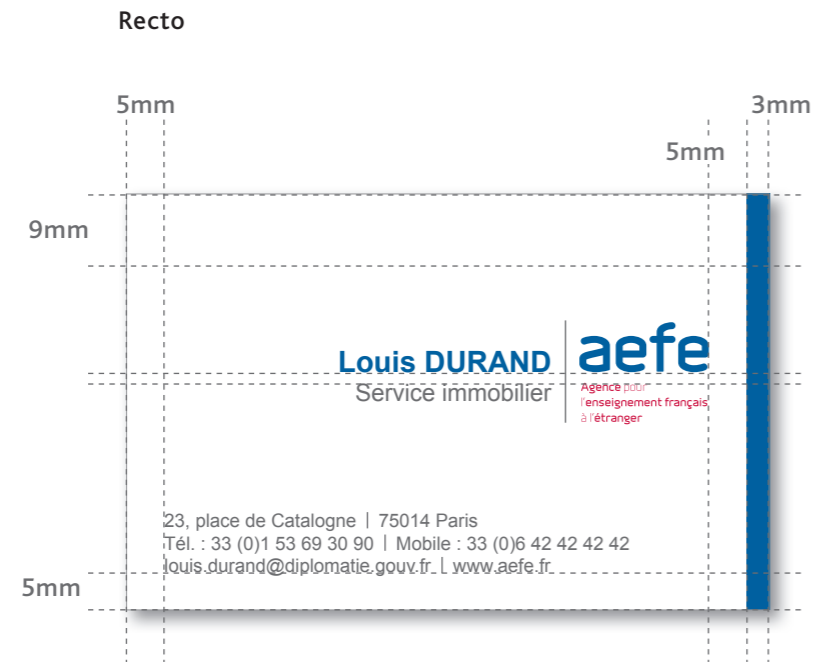 Recto
5mm
3mm
5mm
9mm
Louis DURAND
Service immobilier
aefe
Agence pour
l'enseignement français
à l'étranger
23, place de Catalogne | 75014 Paris
Tél. : 33 (0)1 53 69 30 90 | Mobile : 33 (0)6 42 42 42 42
louis.durand@diplomatie.gouv.fr | www.aefe.fr
5mm